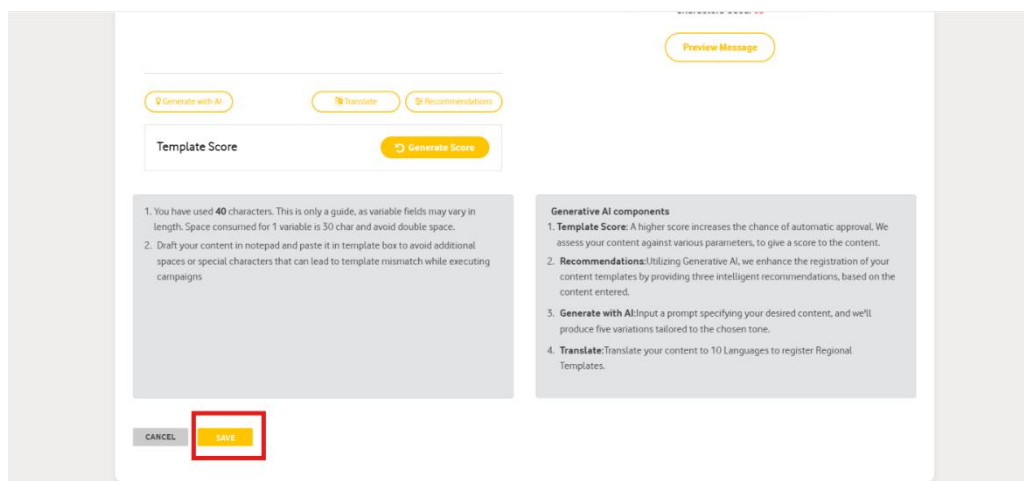 Preview Message
Generate with AI
Translate
Recommendations
Template Score
Generate Score
1. You have used 40 characters. This is only a guide, as variable fields may vary in
length. Space consumed for 1 variable is 30 char and avoid double space.
2. Draft your content in notepad and paste it in template box to avoid additional
spaces or special characters that can lead to template mismatch while executing
campaigns
Generative AI components
1. Template Score: A higher score increases the chance of automatic approval. We
assess your content against various parameters, to give a score to the content.
2. Recommendations:Utilizing Generative AI, we enhance the registration of your
content templates by providing three intelligent recommendations, based on the
content entered.
3. Generate with AI:Input a prompt specifying your desired content, and we'll
produce five variations tailored to the chosen tone.
4. Translate:Translate your content to 10 Languages to register Regional
Templates.
CANCEL
SAVE